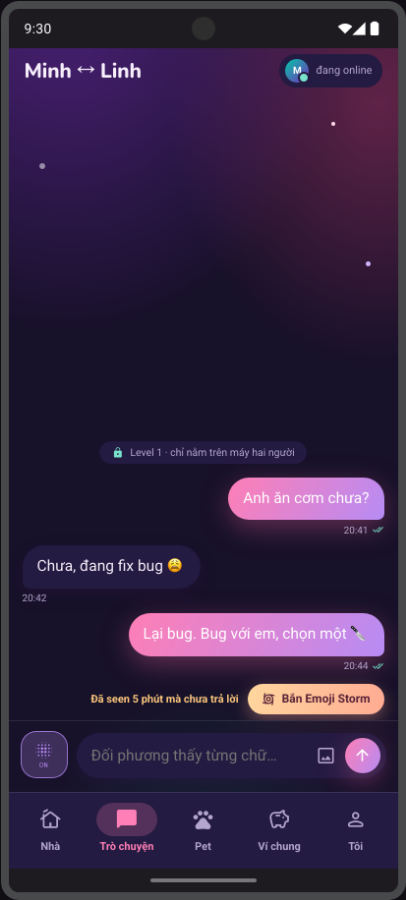 9:30
Minh ↔ Linh
M
đang online
Level 1 · chỉ nằm trên máy hai người
Anh ăn cơm chưa?
20:41
Chưa, đang fix bug 😩
20:42
Lại bug. Bug với em, chọn một 🔪
20:44
Đã seen 5 phút mà chưa trả lời
Bắn Emoji Storm
ON
Đối phương thấy từng chữ...
Nhà
Trò chuyện
Pet
Ví chung
Tôi